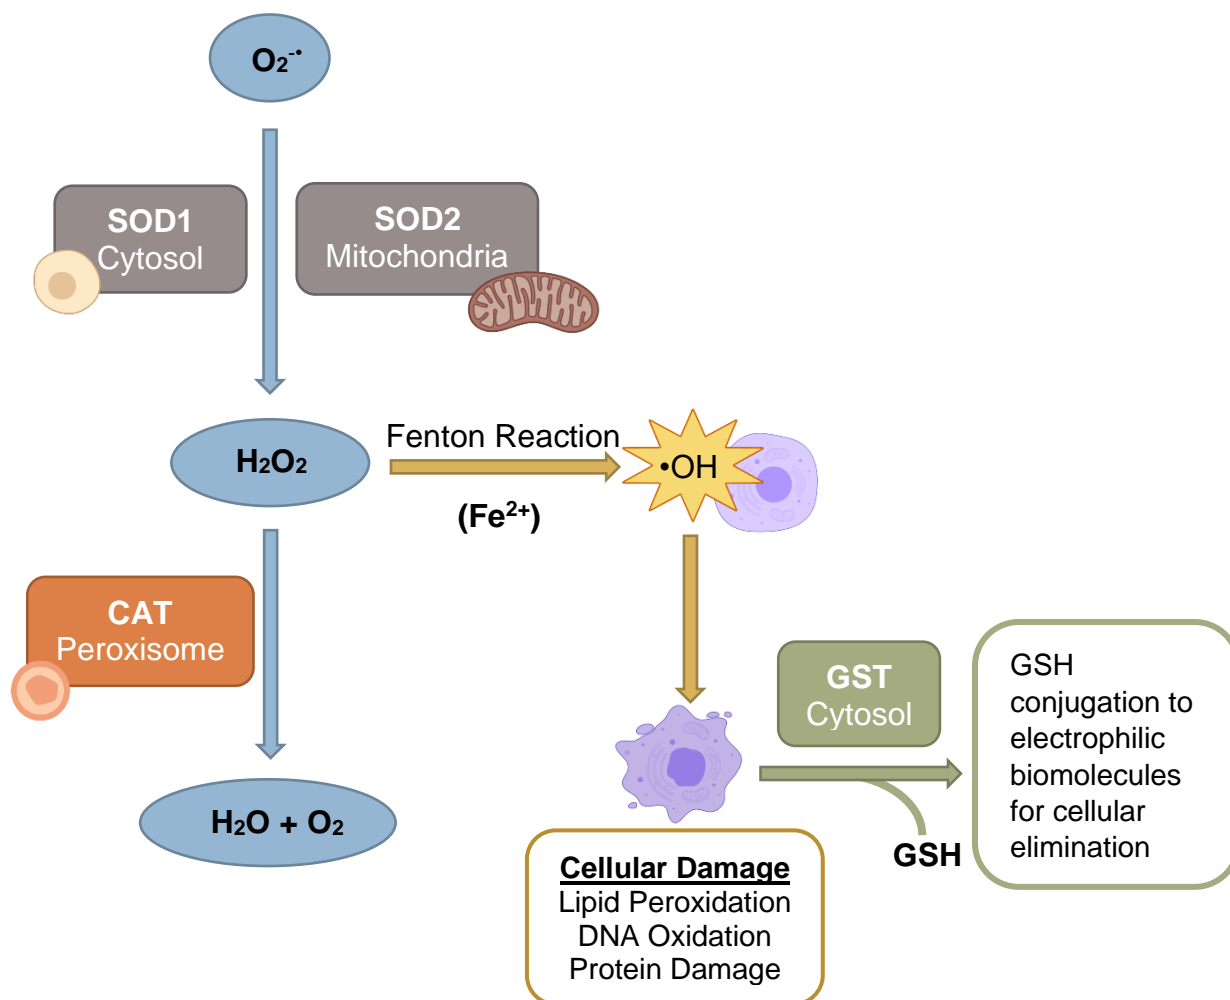 O₂⁻•
SOD1
Cytosol
SOD2
Mitochondria
H₂O₂
Fenton Reaction
(Fe²⁺)
•OH
CAT
Peroxisome
H₂O + O₂
GST
Cytosol
GSH
GSH
conjugation to
electrophilic
biomolecules
for cellular
elimination
Cellular Damage
Lipid Peroxidation
DNA Oxidation
Protein Damage